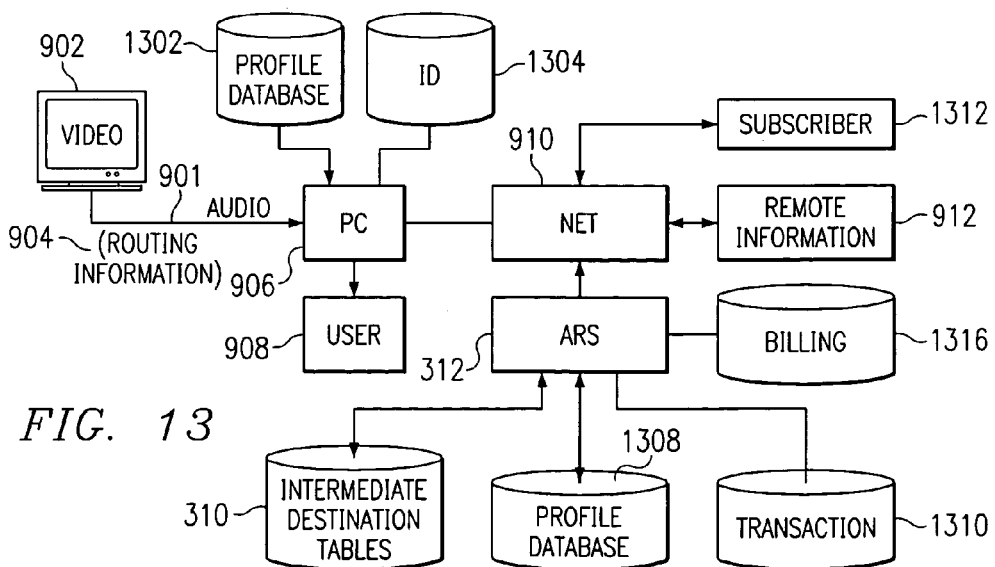 1302
PROFILE
DATABASE
ID
1304
902
VIDEO
901
AUDIO
904
(ROUTING
INFORMATION)
PC
906
USER
908
910
NET
SUBSCRIBER
1312
REMOTE
INFORMATION
912
ARS
312
BILLING
1316
FIG. 13
310
INTERMEDIATE
DESTINATION
TABLES
1308
PROFILE
DATABASE
TRANSACTION
1310